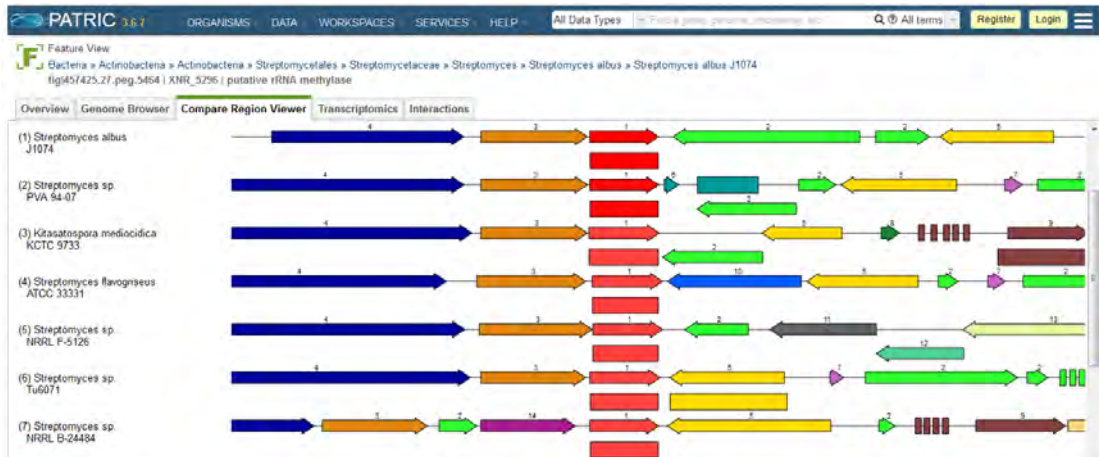 PATRIC 3.6.7 ORGANISMS DATA WORKSPACES SERVICES HELP All Data Types Find a gene, genome, microarray, etc All terms Register Login
F Feature View
Bacteria » Actinobacteria » Actinobacteria » Streptomycetales » Streptomycetaceae » Streptomyces » Streptomyces albus » Streptomyces albus J1074
fig|457425.27.peg.5464 | XNR_5296 | putative rRNA methylase
Overview Genome Browser Compare Region Viewer Transcriptomics Interactions
4 3 1 2 2 5
(1) Streptomyces albus
J1074
4 3 1 6 2 5 7 2
(2) Streptomyces sp.
PVA 94-07
2
4 3 1 5 8 9
(3) Kitasatospora mediocidica
KCTC 9733
2
4 3 1 10 5 2 7 2
(4) Streptomyces flavogriseus
ATCC 33331
4 3 1 2 11 13
(5) Streptomyces sp.
NRRL F-5126
12
4 3 1 5 7 2 2
(6) Streptomyces sp.
Tu6071
3 2 14 1 5 2 9
(7) Streptomyces sp.
NRRL B-24484